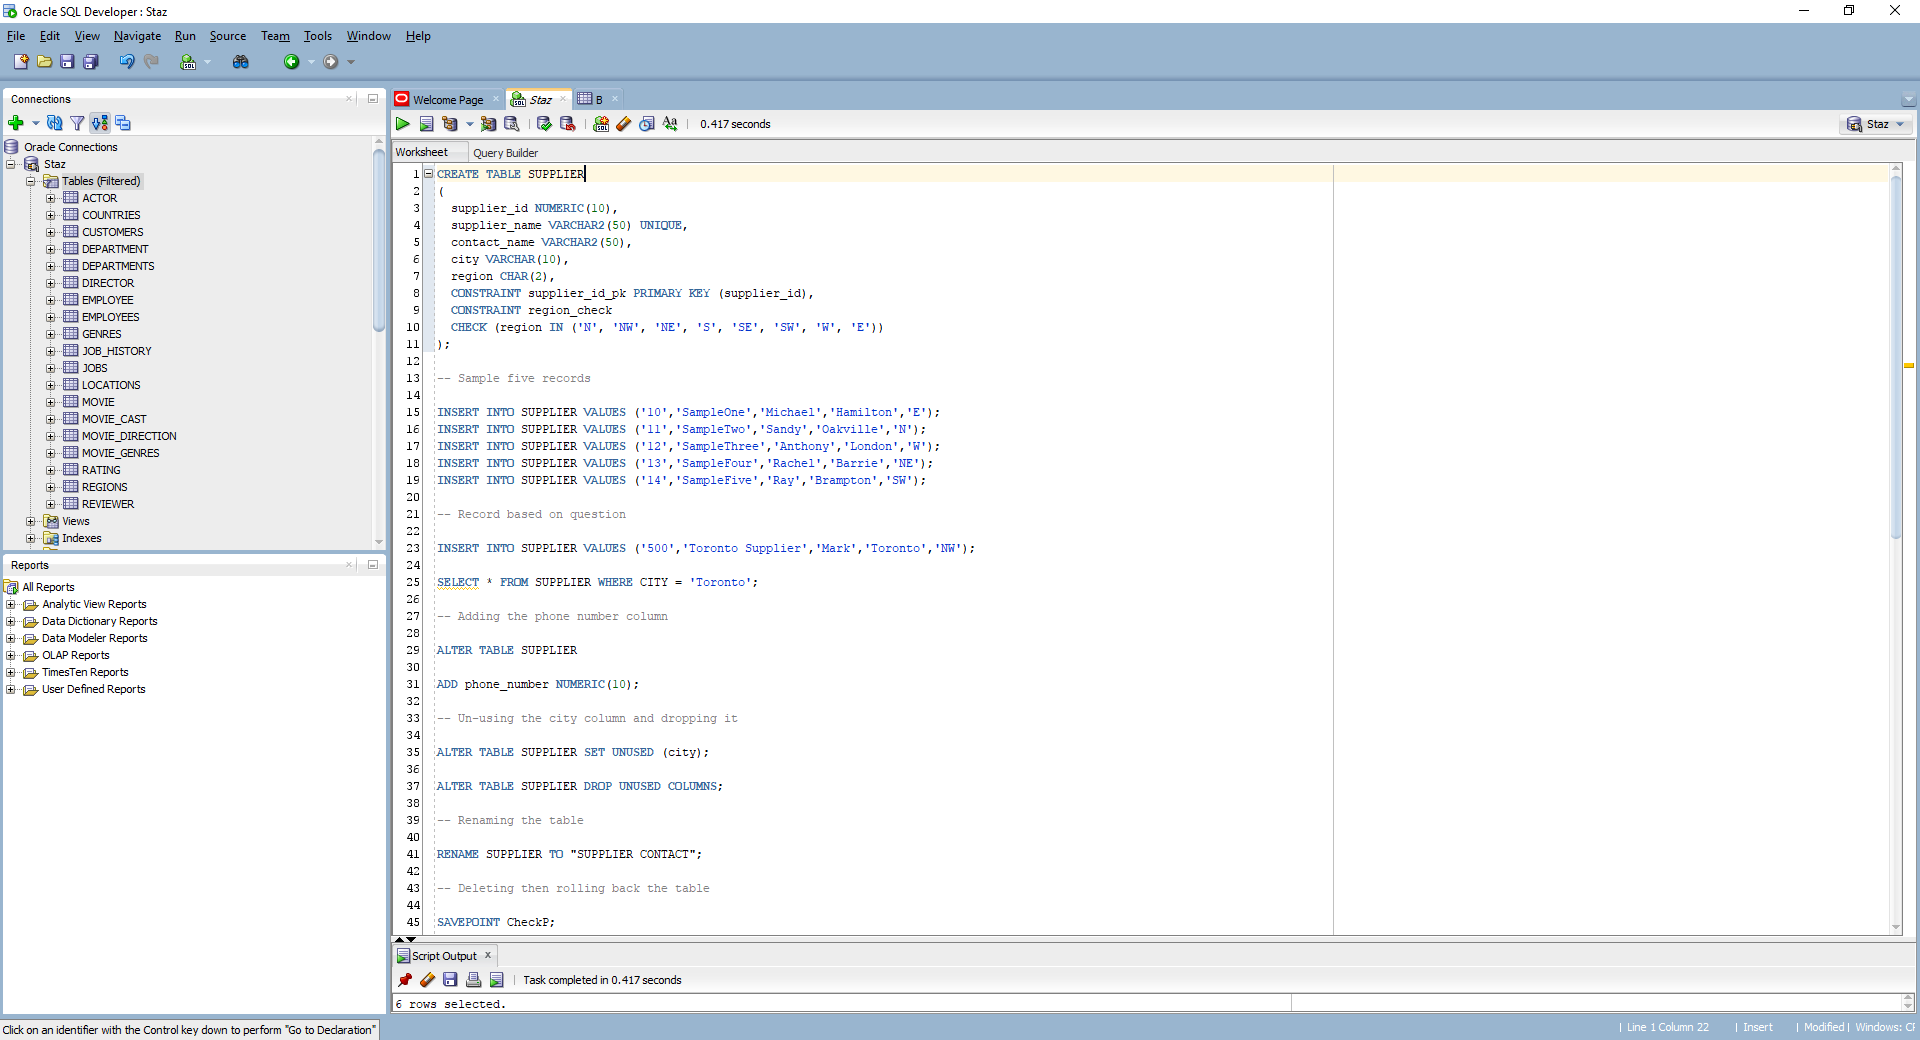 Oracle SQL Developer : Staz
File Edit View Navigate Run Source Team Tools Window Help
Connections
Oracle Connections
Staz
Tables (Filtered)
ACTOR
COUNTRIES
CUSTOMERS
DEPARTMENT
DEPARTMENTS
DIRECTOR
EMPLOYEE
EMPLOYEES
GENRES
JOB_HISTORY
JOBS
LOCATIONS
MOVIE
MOVIE_CAST
MOVIE_DIRECTION
MOVIE_GENRES
RATING
REGIONS
REVIEWER
Views
Indexes
Reports
All Reports
Analytic View Reports
Data Dictionary Reports
Data Modeler Reports
OLAP Reports
TimesTen Reports
User Defined Reports
Click on an identifier with the Control key down to perform "Go to Declaration"
Welcome Page Staz B
0.417 seconds
Staz
Worksheet Query Builder
1 CREATE TABLE SUPPLIER
2 (
3 supplier_id NUMERIC(10),
4 supplier_name VARCHAR2(50) UNIQUE,
5 contact_name VARCHAR2(50),
6 city VARCHAR(10),
7 region CHAR(2),
8 CONSTRAINT supplier_id_pk PRIMARY KEY (supplier_id),
9 CONSTRAINT region_check
10 CHECK (region IN ('N', 'NW', 'NE', 'S', 'SE', 'SW', 'W', 'E'))
11 );
12
13 -- Sample five records
14
15 INSERT INTO SUPPLIER VALUES ('10','SampleOne','Michael','Hamilton','E');
16 INSERT INTO SUPPLIER VALUES ('11','SampleTwo','Sandy','Oakville','N');
17 INSERT INTO SUPPLIER VALUES ('12','SampleThree','Anthony','London','W');
18 INSERT INTO SUPPLIER VALUES ('13','SampleFour','Rachel','Barrie','NE');
19 INSERT INTO SUPPLIER VALUES ('14','SampleFive','Ray','Brampton','SW');
20
21 -- Record based on question
22
23 INSERT INTO SUPPLIER VALUES ('500','Toronto Supplier','Mark','Toronto','NW');
24
25 SELECT * FROM SUPPLIER WHERE CITY = 'Toronto';
26
27 -- Adding the phone number column
28
29 ALTER TABLE SUPPLIER
30
31 ADD phone_number NUMERIC(10);
32
33 -- Un-using the city column and dropping it
34
35 ALTER TABLE SUPPLIER SET UNUSED (city);
36
37 ALTER TABLE SUPPLIER DROP UNUSED COLUMNS;
38
39 -- Renaming the table
40
41 RENAME SUPPLIER TO "SUPPLIER CONTACT";
42
43 -- Deleting then rolling back the table
44
45 SAVEPOINT CheckP;
Script Output
Task completed in 0.417 seconds
6 rows selected.
Line 1 Column 22 | Insert | Modified | Windows: CF